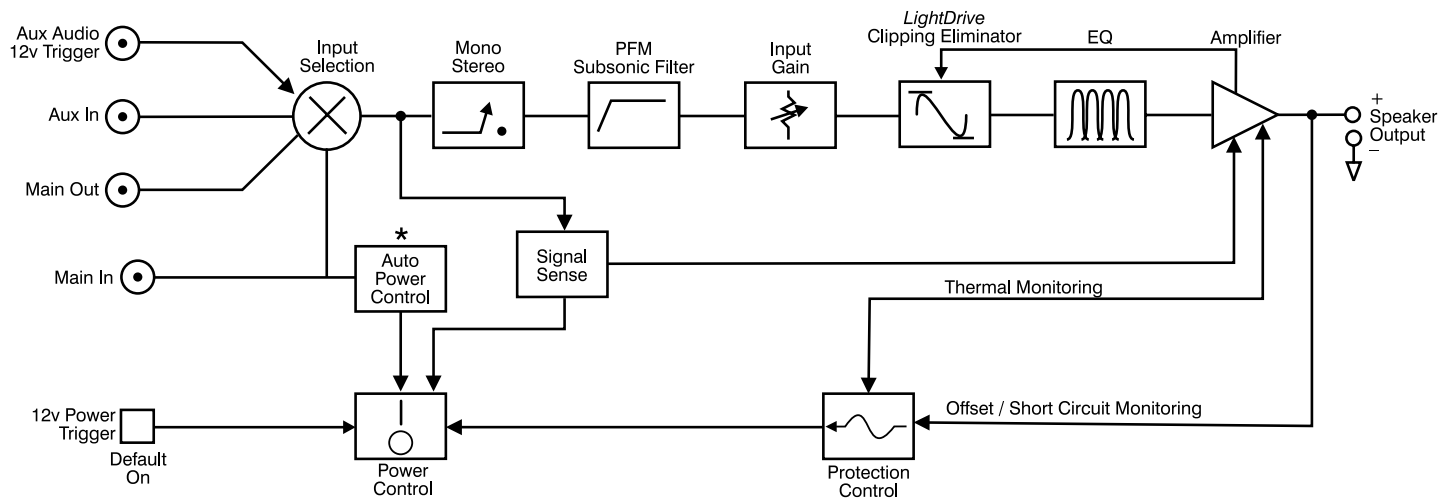 Aux Audio
12v Trigger
Input
Selection
Mono
Stereo
PFM
Subsonic Filter
Input
Gain
LightDrive
Clipping Eliminator
EQ
Amplifier
Aux In
+
Speaker
Output
–
Main Out
Main In
*
Auto
Power
Control
Signal
Sense
Thermal Monitoring
12v Power
Trigger
Default
On
Power
Control
Offset / Short Circuit Monitoring
Protection
Control